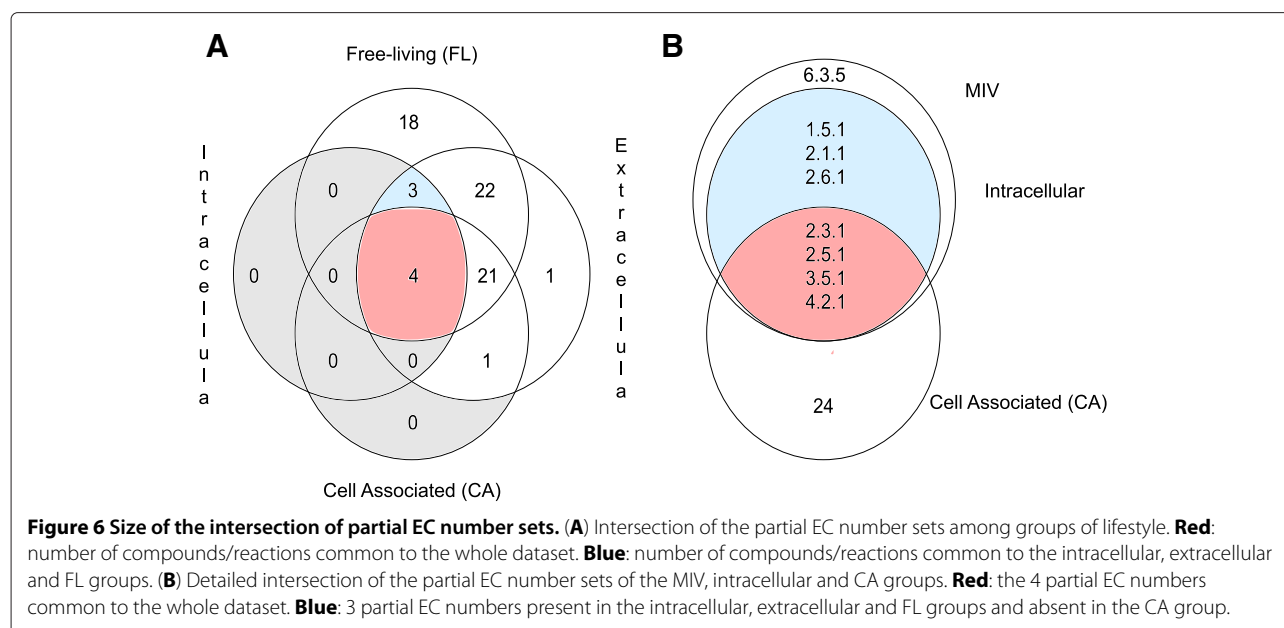 A
B
Free-living (FL)
18
0
3
22
0
0
4
21
1
0
0
1
0
Intracellula
Extracellula
Cell Associated (CA)
6.3.5
MIV
1.5.1
2.1.1
2.6.1
Intracellular
2.3.1
2.5.1
3.5.1
4.2.1
24
Cell Associated (CA)
Figure 6 Size of the intersection of partial EC number sets. (A) Intersection of the partial EC number sets among groups of lifestyle. Red:
number of compounds/reactions common to the whole dataset. Blue: number of compounds/reactions common to the intracellular, extracellular
and FL groups. (B) Detailed intersection of the partial EC number sets of the MIV, intracellular and CA groups. Red: the 4 partial EC numbers
common to the whole dataset. Blue: 3 partial EC numbers present in the intracellular, extracellular and FL groups and absent in the CA group.